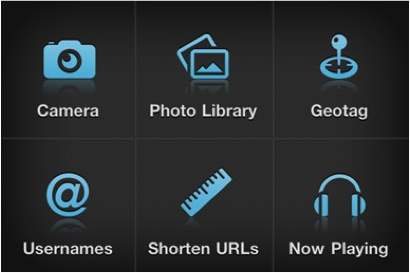 Camera
Photo Library
Geotag
@
Usernames
Shorten URLs
Now Playing